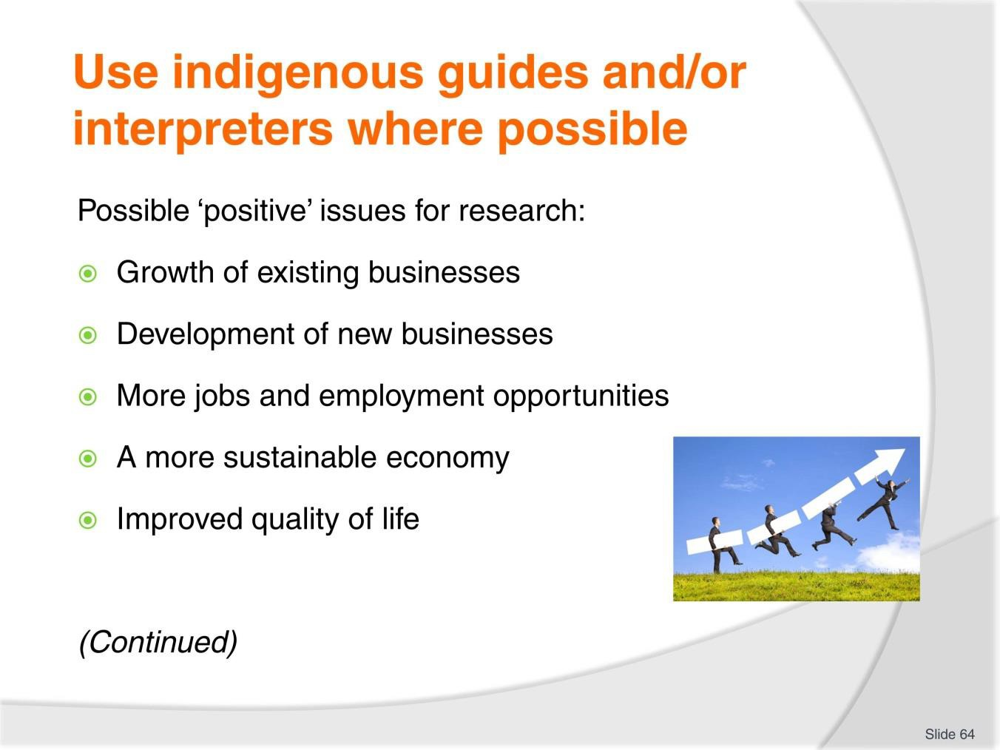 Use indigenous guides and/or
interpreters where possible
Possible ‘positive’ issues for research:
Growth of existing businesses
Development of new businesses
More jobs and employment opportunities
A more sustainable economy
Improved quality of life
(Continued)
Slide 64